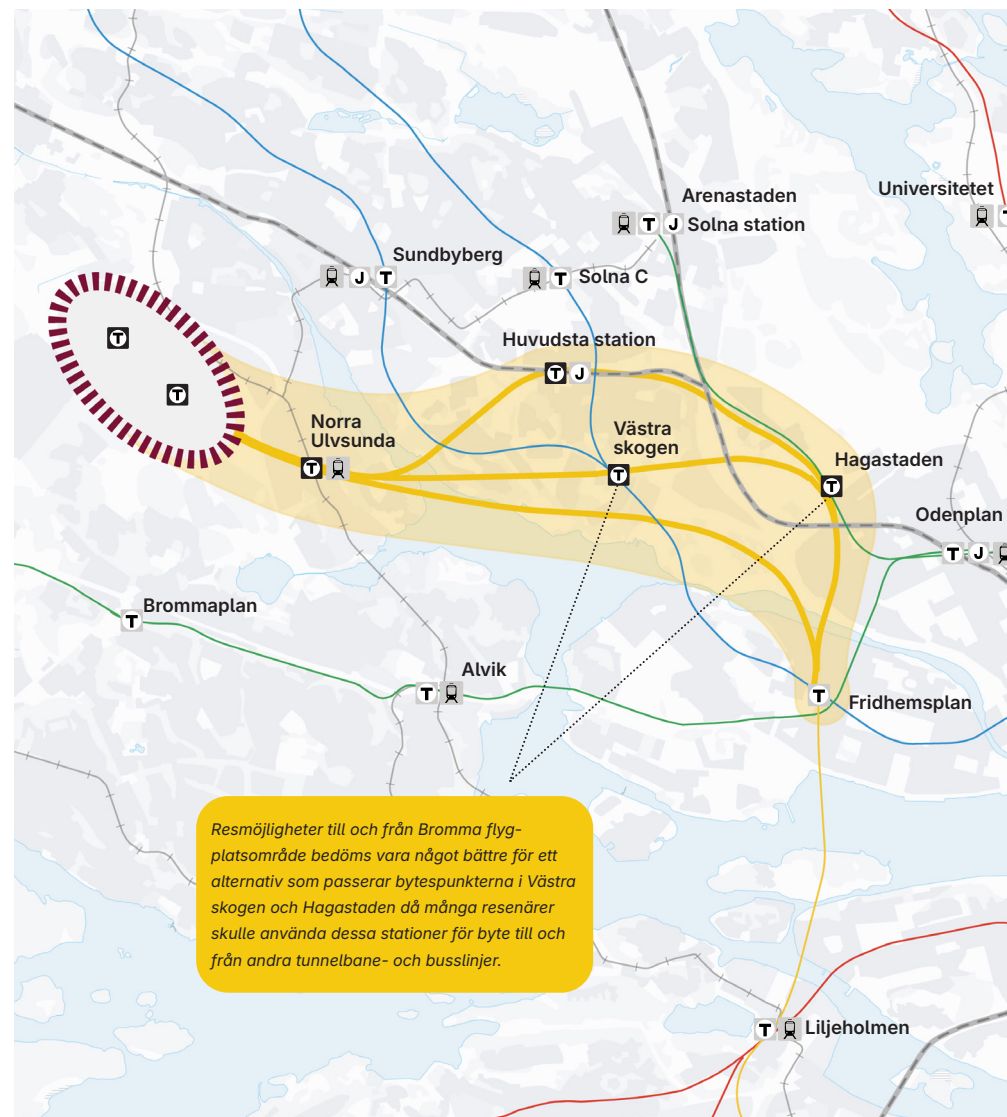 Arenastaden
Universitetet
T J Solna station
T
Sundbyberg
J T
T Solna C
Huvudsta station
T J
T
T
Norra
Ulvsunda
T
Västra
skogen
T
Hagastaden
T
Odenplan
T J
Brommaplan
T
Alvik
T
T
Fridhemsplan
Resmöjligheter till och från Bromma flyg-
platsområde bedöms vara något bättre för ett
alternativ som passerar bytespunkterna i Västra
skogen och Hagastaden då många resenärer
skulle använda dessa stationer för byte till och
från andra tunnelbane- och busslinjer.
T Liljeholmen